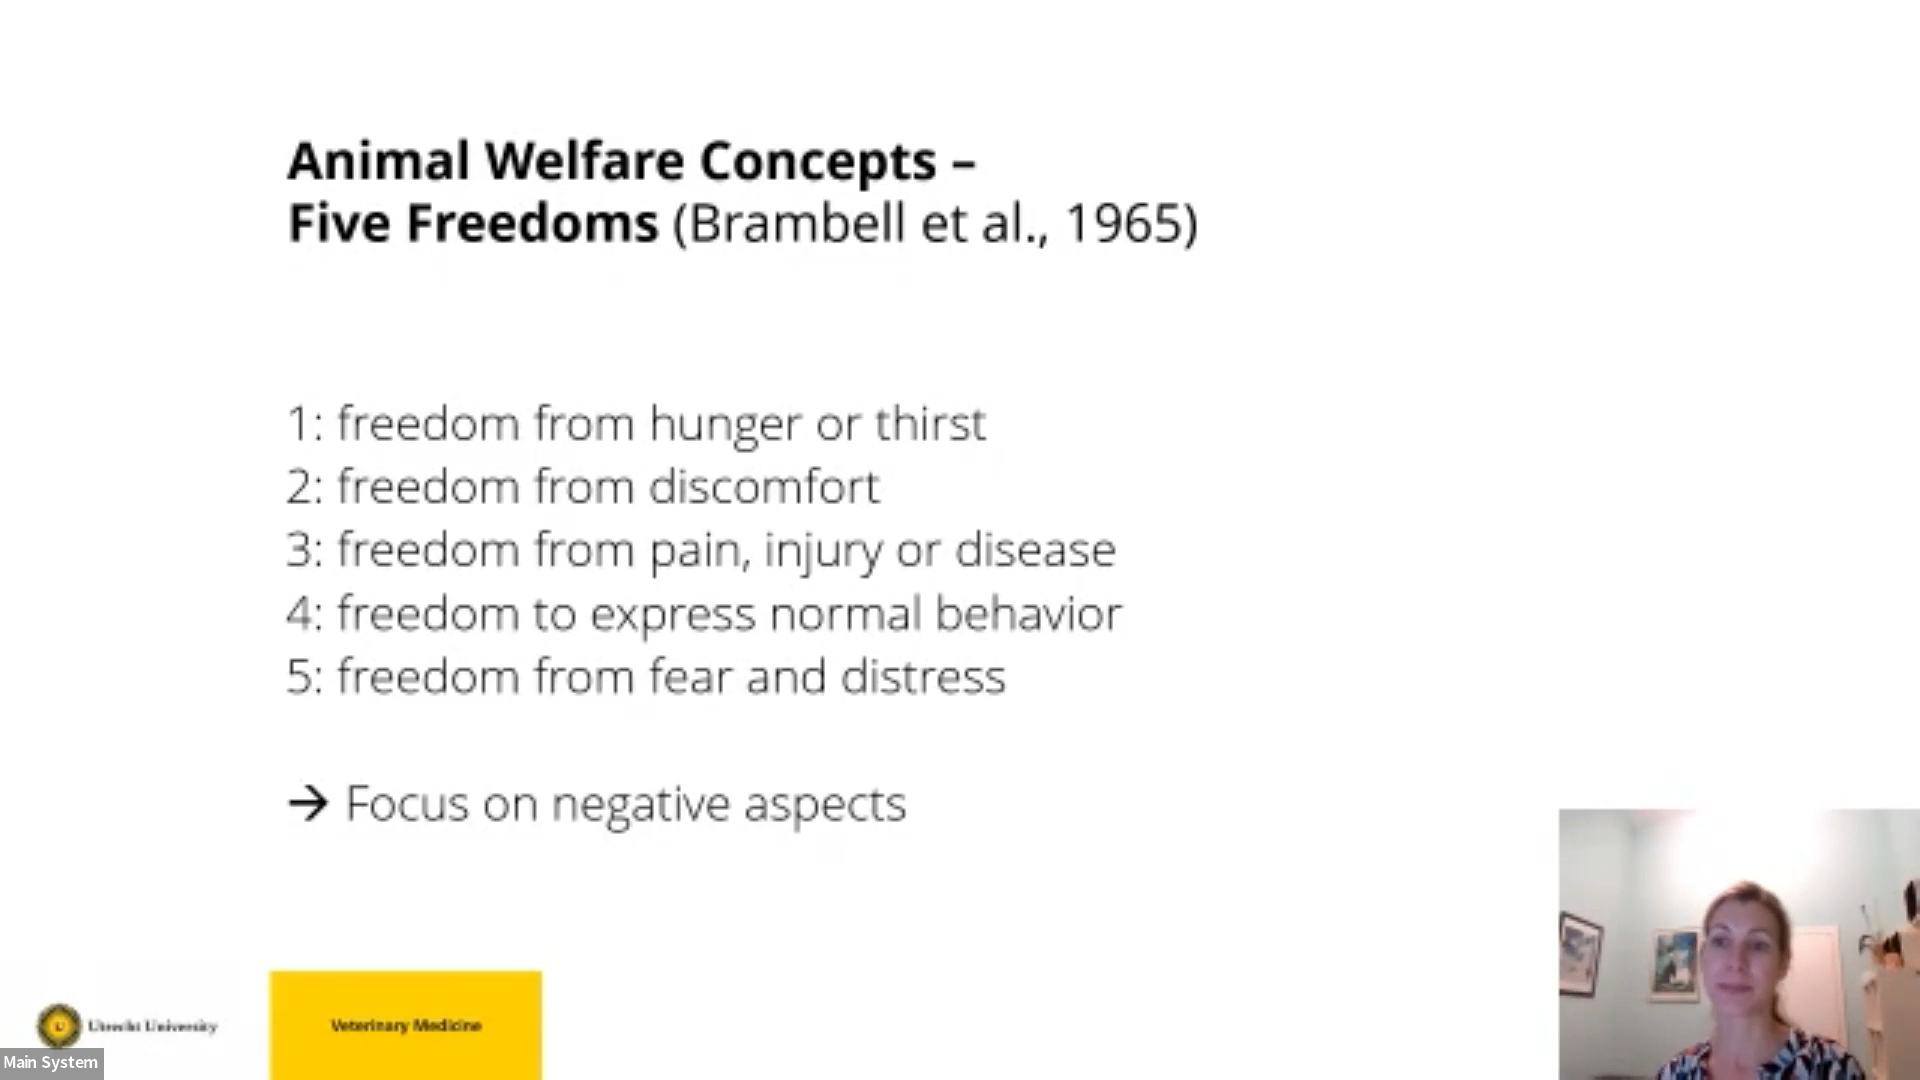 Animal Welfare Concepts –
Five Freedoms (Brambell et al., 1965)
1: freedom from hunger or thirst
2: freedom from discomfort
3: freedom from pain, injury or disease
4: freedom to express normal behavior
5: freedom from fear and distress
→ Focus on negative aspects
Utrecht University
Veterinary Medicine
Main System